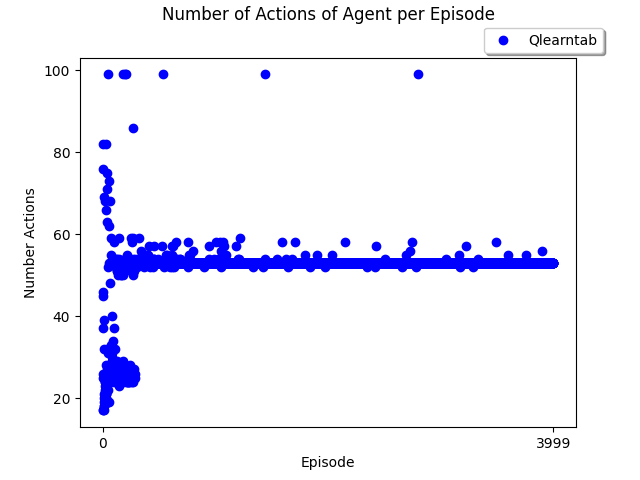 Number of Actions of Agent per Episode
Qlearntab
100
80
60
40
20
Number Actions
0
3999
Episode